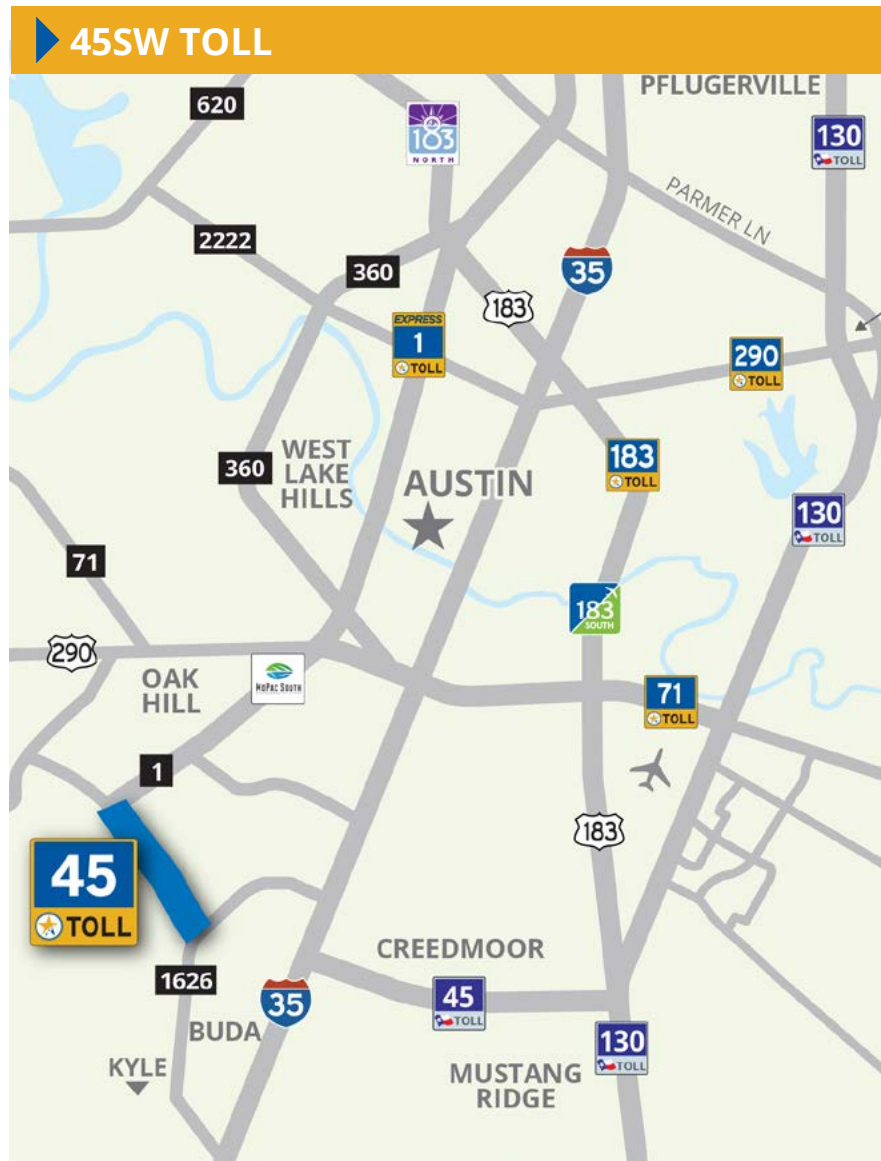 45SW TOLL
PFLUGERVILLE
620
183
NORTH
130
TOLL
PARMER LN
2222
360
35
183
EXPRESS
1
TOLL
290
TOLL
WEST
LAKE
HILLS
360
AUSTIN
183
TOLL
130
TOLL
71
183
SOUTH
290
OAK
HILL
MoPac South
71
TOLL
1
183
45
TOLL
CREEDMOOR
1626
35
45
TOLL
BUDA
130
TOLL
KYLE
MUSTANG
RIDGE